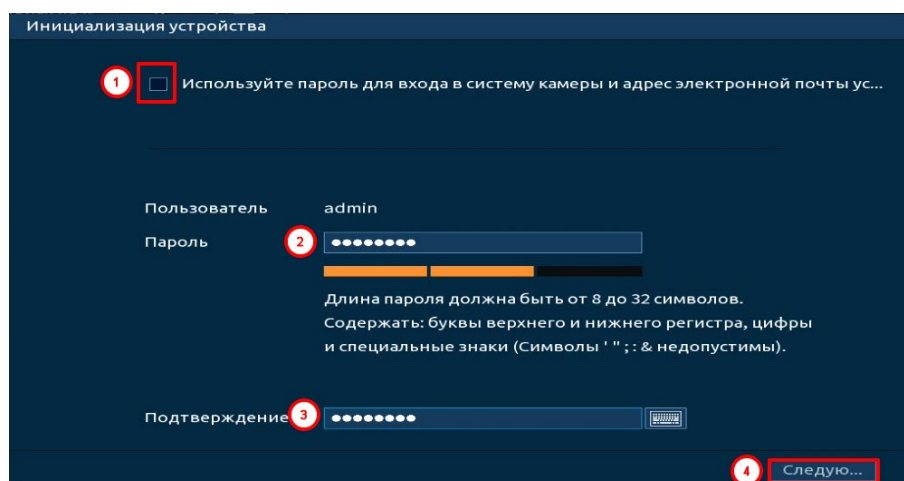 Инициализация устройства
1 Используйте пароль для входа в систему камеры и адрес электронной почты ус...
Пользователь admin
Пароль 2 ●●●●●●●●
Длина пароля должна быть от 8 до 32 символов.
Содержать: буквы верхнего и нижнего регистра, цифры
и специальные знаки (Символы ' " ; : & недопустимы).
Подтверждение 3 ●●●●●●●●
4 Следую...